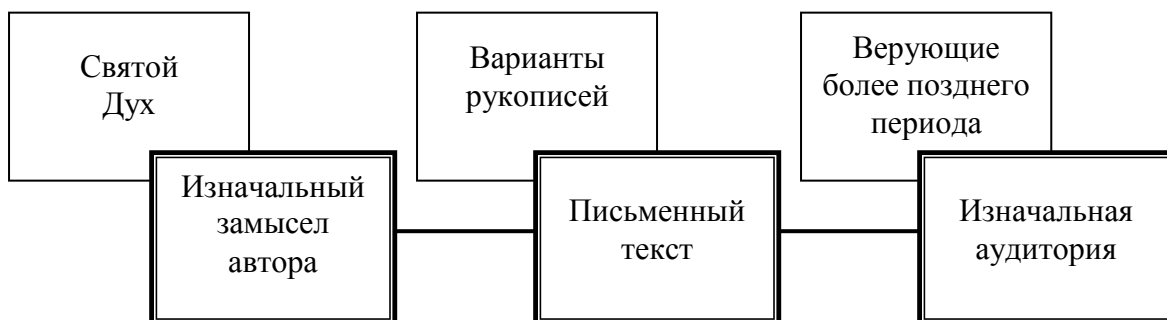 Святой
Дух
Варианты
рукописей
Верующие
более позднего
периода
Изначальный
замысел
автора
Письменный
текст
Изначальная
аудитория